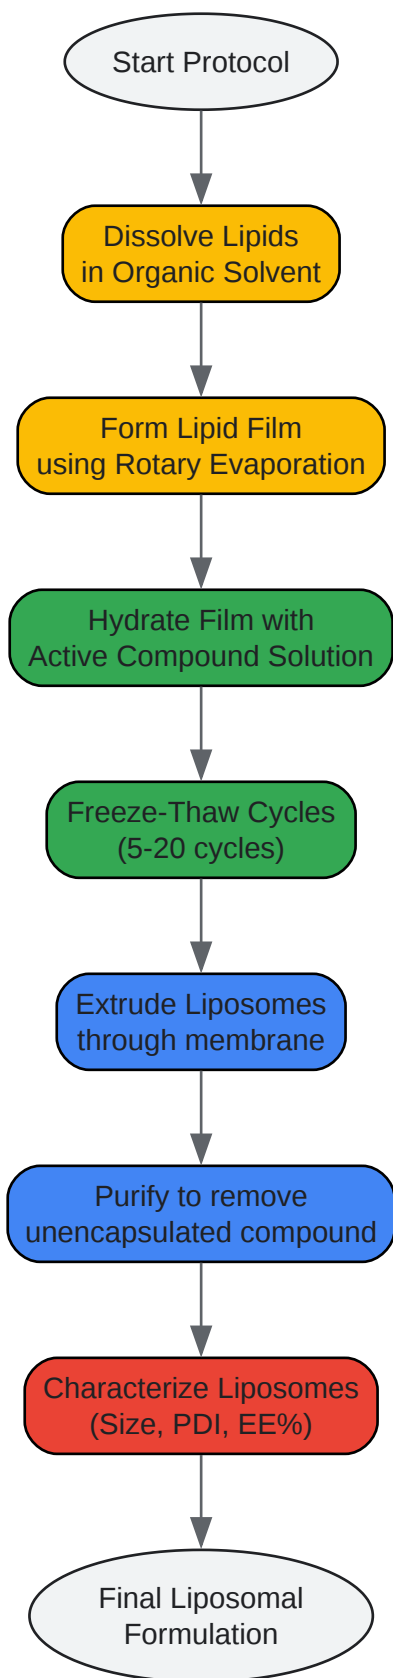 Start Protocol
Dissolve Lipids
in Organic Solvent
Form Lipid Film
using Rotary Evaporation
Hydrate Film with
Active Compound Solution
Freeze-Thaw Cycles
(5-20 cycles)
Extrude Liposomes
through membrane
Purify to remove
unencapsulated compound
Characterize Liposomes
(Size, PDI, EE%)
Final Liposomal
Formulation